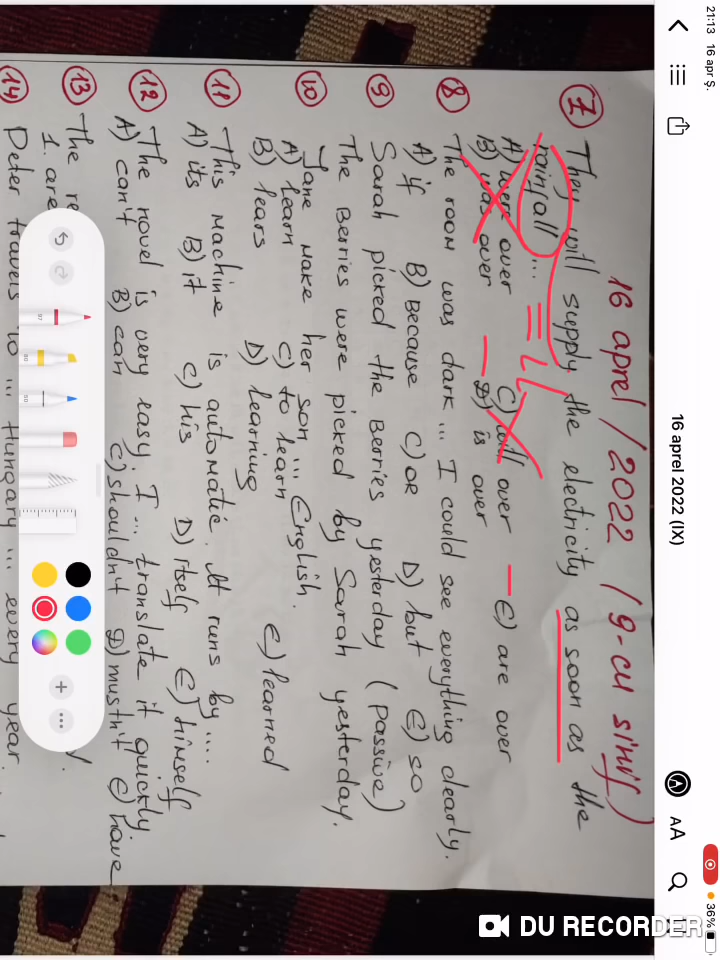 21:13 16 apr Ş.
36%
16 aprel 2022 (IX)
AA
16 aprel / 2022 (9-cu sinif)
7 They will supply the electricity as soon as the
rainfall ...
A) were over C) will over E) are over
B) was over D) is over
8 The room was dark ... I could see everything clearly.
A) if B) Because C) or D) but E) so
9 Sarah picked the Berries yesterday (Passive)
The Berries were picked by Sarah yesterday.
10 Jane make her son ... English.
A) learn C) to learn E) learned
B) lears D) learning
11 This machine is automatic. It runs by ....
A) its B) it C) his D) itself E) himself
12 The novel is very easy. I ... translate it quickly.
A) can't B) can C) shouldn't D) mustn't E) have
13 The
1. are
14 Peter travels to ... Hungary ... every year
DU RECORDER